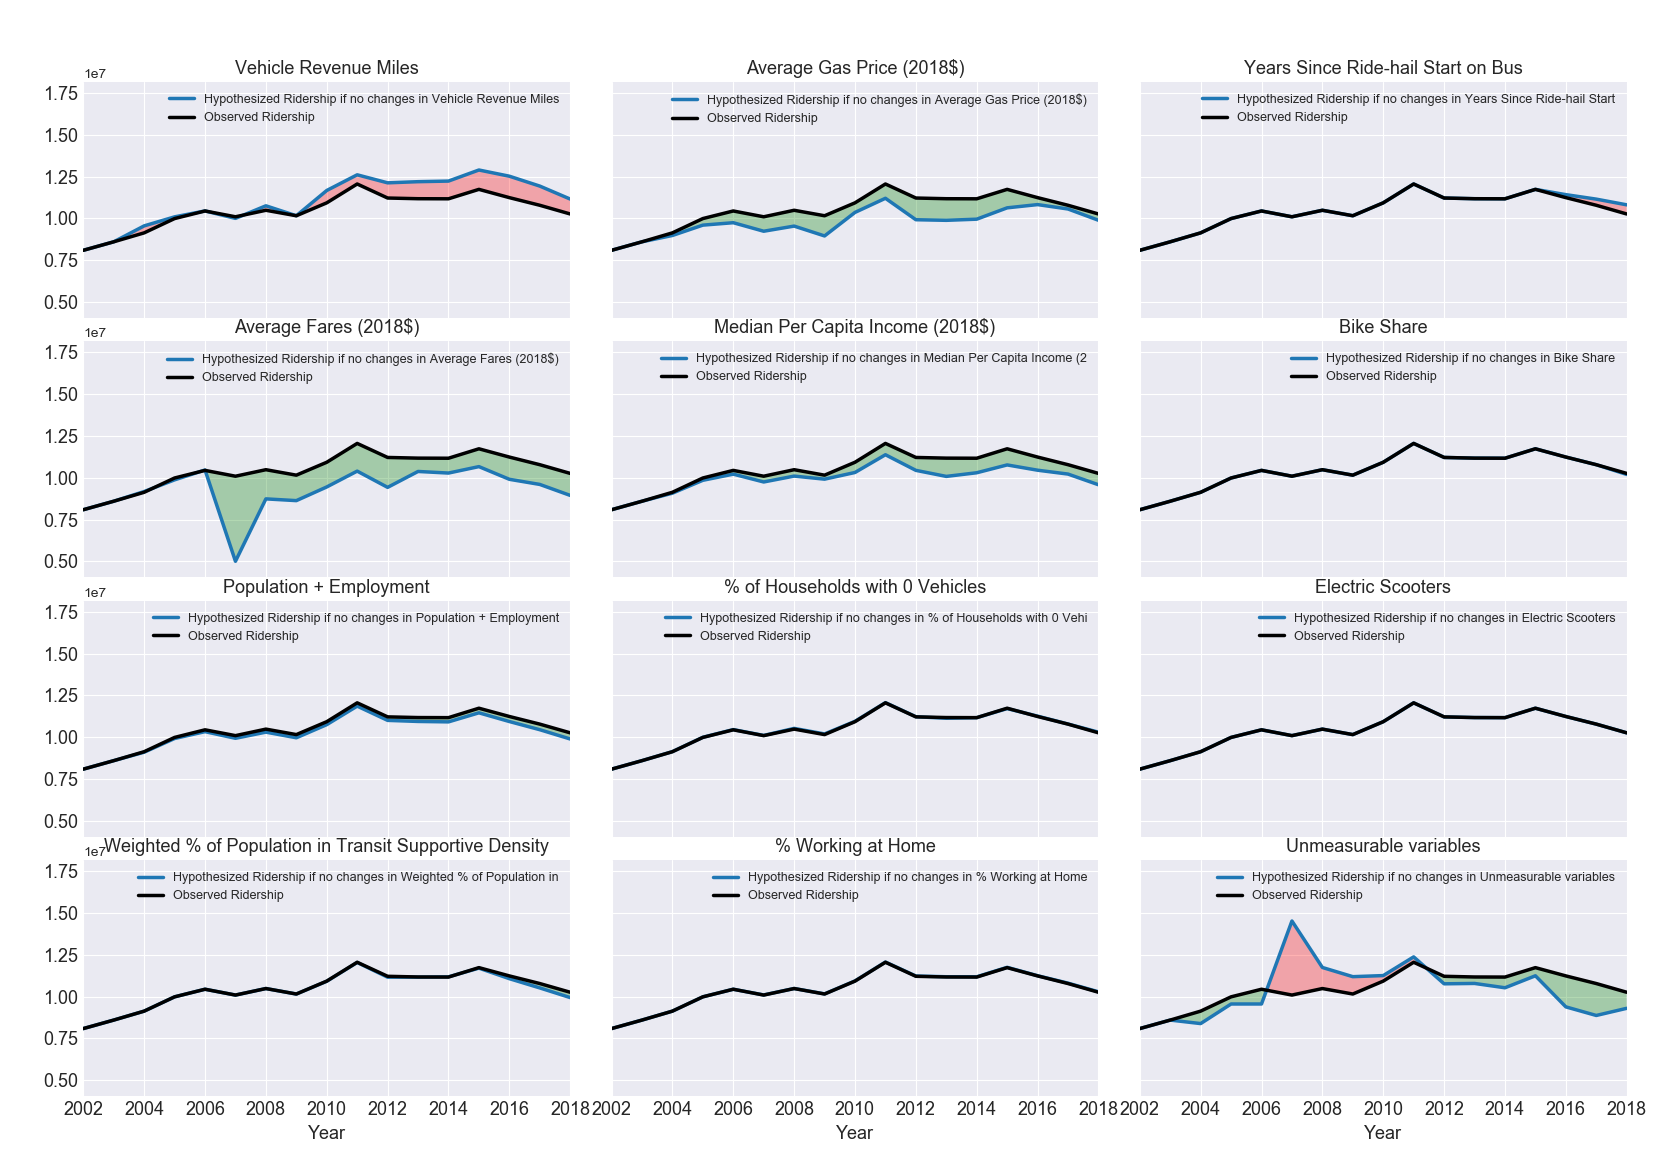 Vehicle Revenue Miles
1e7
Hypothesized Ridership if no changes in Vehicle Revenue Miles
Observed Ridership
1.75
1.50
1.25
1.00
0.75
0.50
Average Gas Price (2018$)
Hypothesized Ridership if no changes in Average Gas Price (2018$)
Observed Ridership
Years Since Ride-hail Start on Bus
Hypothesized Ridership if no changes in Years Since Ride-hail Start
Observed Ridership
Average Fares (2018$)
1e7
Hypothesized Ridership if no changes in Average Fares (2018$)
Observed Ridership
1.75
1.50
1.25
1.00
0.75
0.50
Median Per Capita Income (2018$)
Hypothesized Ridership if no changes in Median Per Capita Income (2
Observed Ridership
Bike Share
Hypothesized Ridership if no changes in Bike Share
Observed Ridership
Population + Employment
1e7
Hypothesized Ridership if no changes in Population + Employment
Observed Ridership
1.75
1.50
1.25
1.00
0.75
0.50
% of Households with 0 Vehicles
Hypothesized Ridership if no changes in % of Households with 0 Vehi
Observed Ridership
Electric Scooters
Hypothesized Ridership if no changes in Electric Scooters
Observed Ridership
Weighted % of Population in Transit Supportive Density
1e7
Hypothesized Ridership if no changes in Weighted % of Population in
Observed Ridership
1.75
1.50
1.25
1.00
0.75
0.50
2002 2004 2006 2008 2010 2012 2014 2016 2018
Year
% Working at Home
Hypothesized Ridership if no changes in % Working at Home
Observed Ridership
2002 2004 2006 2008 2010 2012 2014 2016 2018
Year
Unmeasurable variables
Hypothesized Ridership if no changes in Unmeasurable variables
Observed Ridership
2002 2004 2006 2008 2010 2012 2014 2016 2018
Year